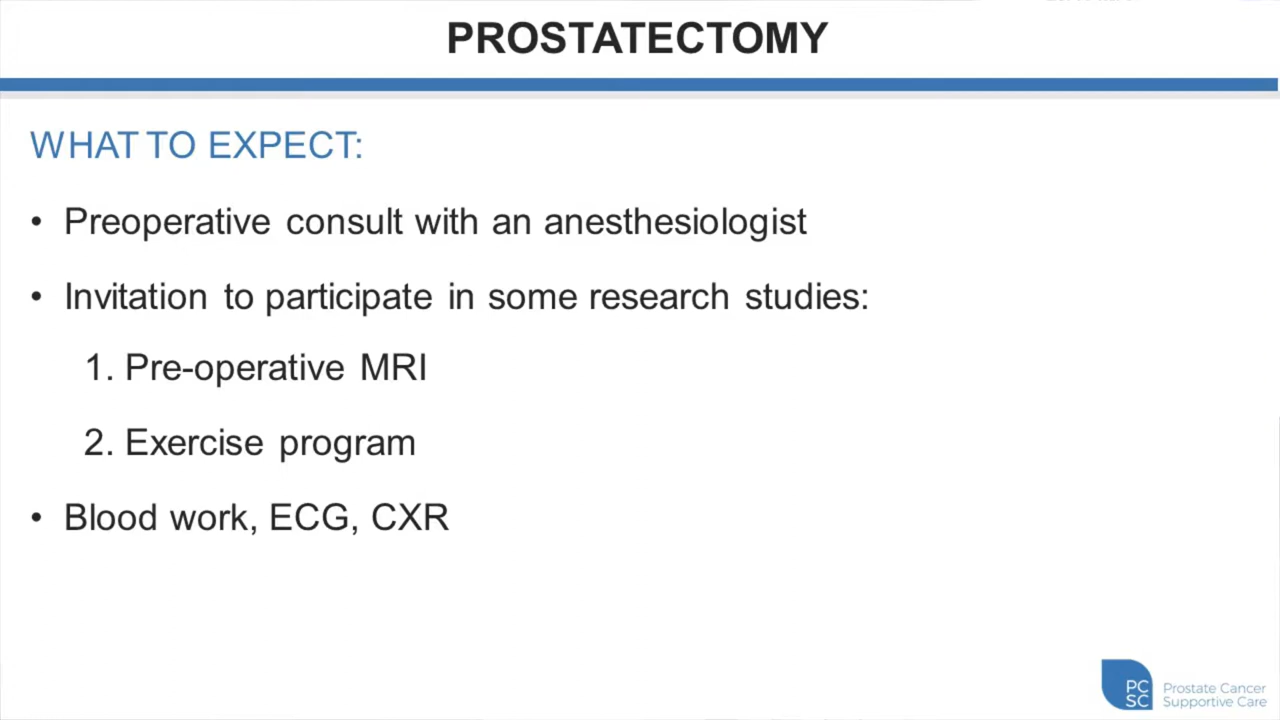 PROSTATECTOMY
WHAT TO EXPECT:
• Preoperative consult with an anesthesiologist
• Invitation to participate in some research studies:
1. Pre-operative MRI
2. Exercise program
• Blood work, ECG, CXR
PC
SC
Prostate Cancer
Supportive Care